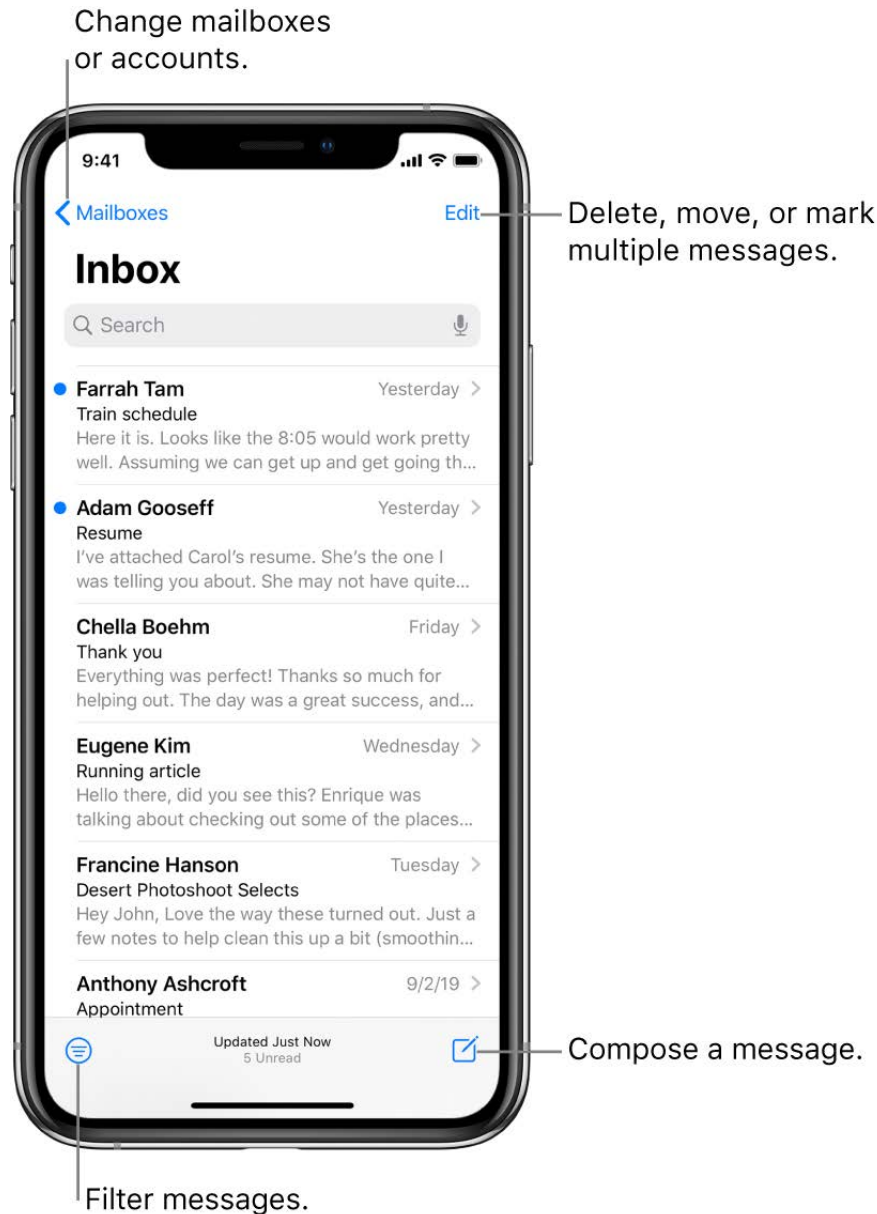 Change mailboxes
or accounts.
9:41
Mailboxes
Edit
Delete, move, or mark
multiple messages.
Inbox
Search
Farrah Tam
Yesterday
Train schedule
Here it is. Looks like the 8:05 would work pretty
well. Assuming we can get up and get going th...
Adam Gooseff
Yesterday
Resume
I've attached Carol's resume. She's the one I
was telling you about. She may not have quite...
Chella Boehm
Friday
Thank you
Everything was perfect! Thanks so much for
helping out. The day was a great success, and...
Eugene Kim
Wednesday
Running article
Hello there, did you see this? Enrique was
talking about checking out some of the places...
Francine Hanson
Tuesday
Desert Photoshoot Selects
Hey John, Love the way these turned out. Just a
few notes to help clean this up a bit (smoothin...
Anthony Ashcroft
9/2/19
Appointment
Updated Just Now
5 Unread
Compose a message.
Filter messages.